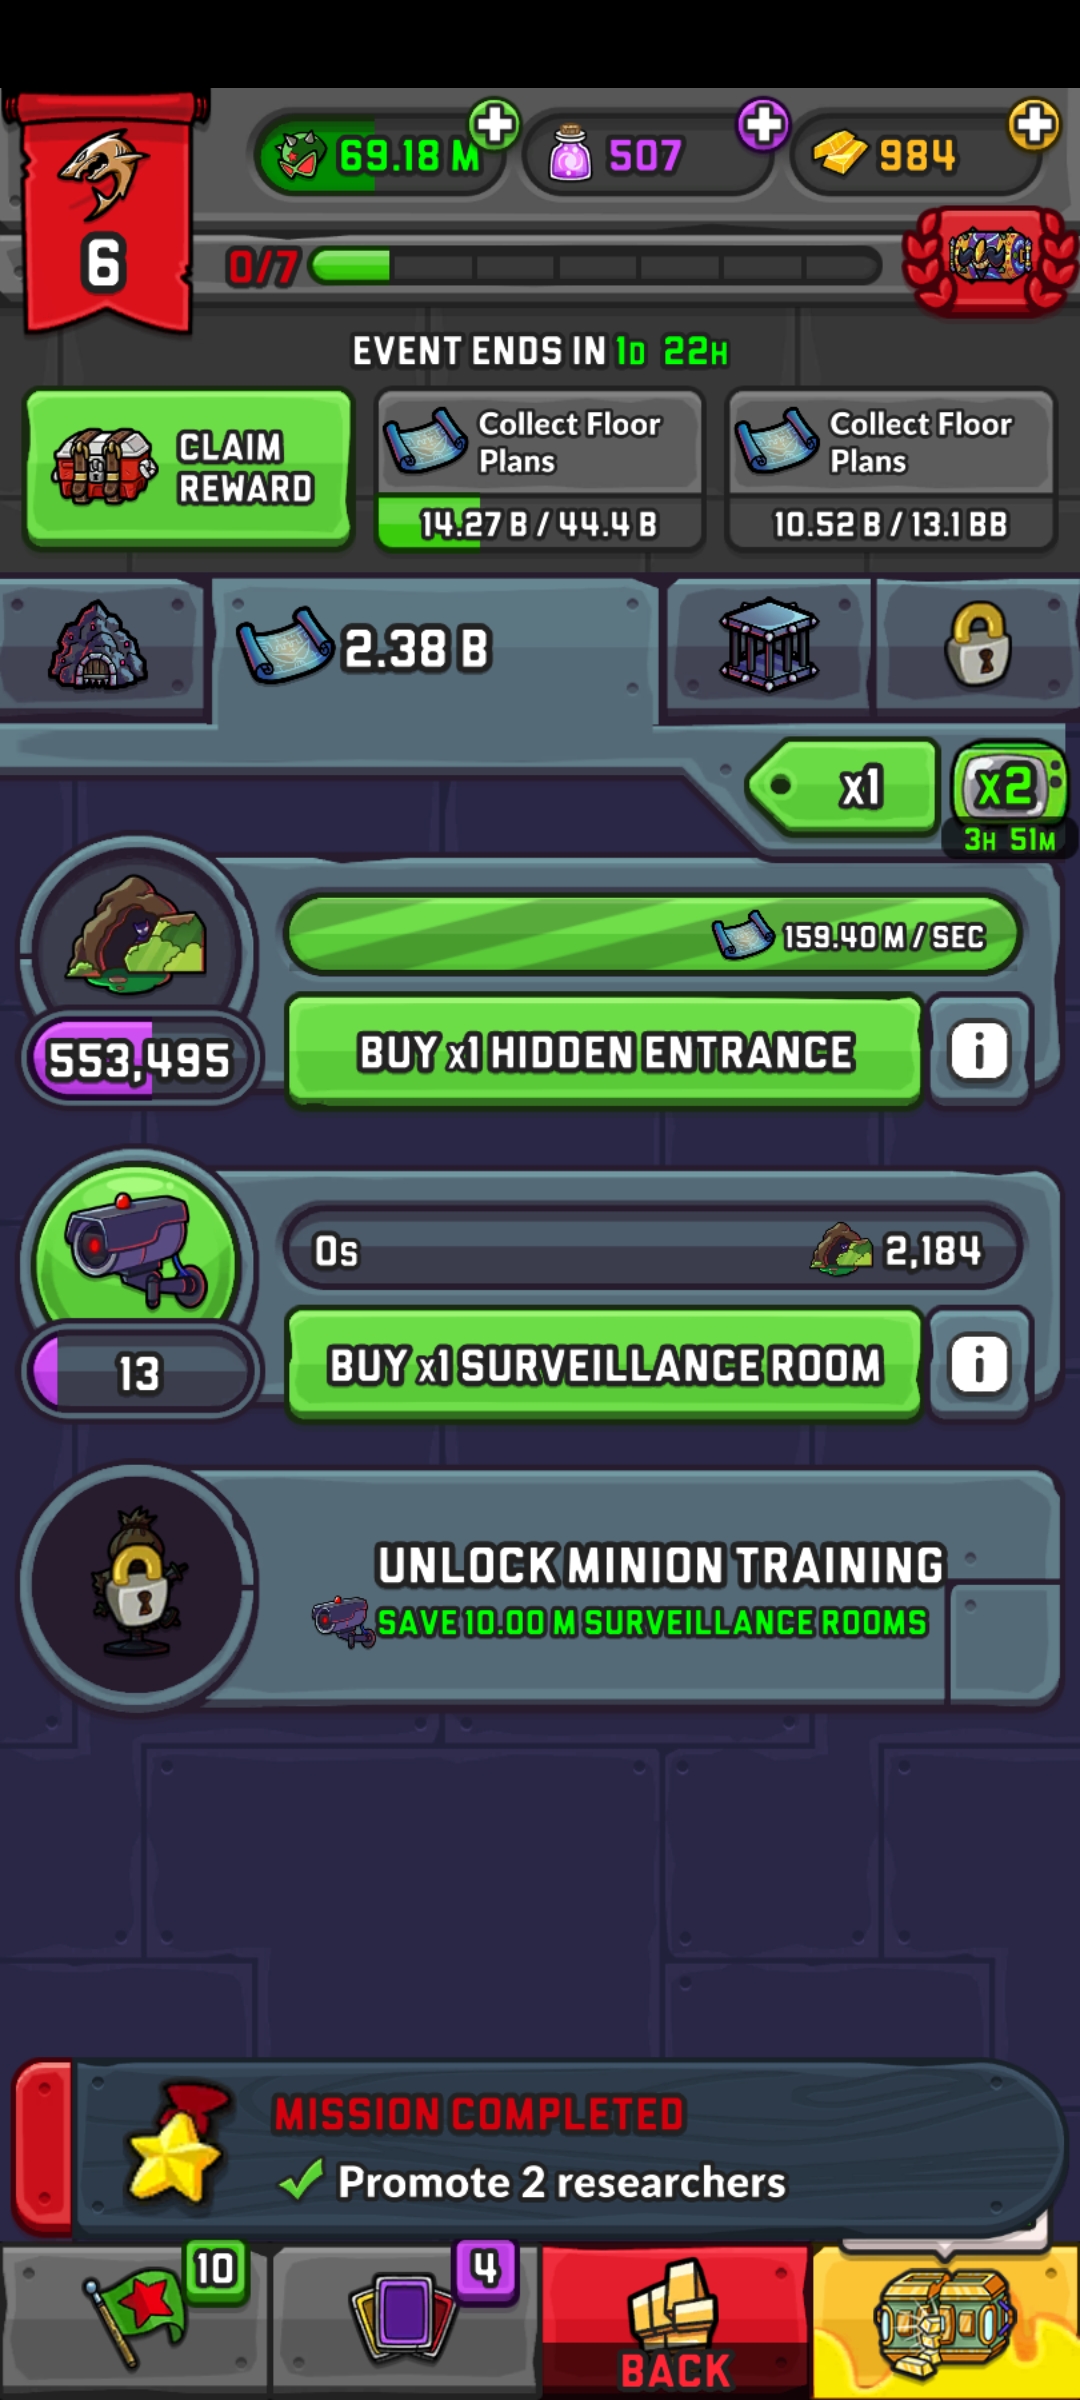 69.18 M
507
984
6
0/7
EVENT ENDS IN 1D 22H
CLAIM
REWARD
Collect Floor
Plans
14.27 B / 44.4 B
Collect Floor
Plans
10.52 B / 13.1 BB
2.38 B
x1
x2
3H 51M
159.40 M / SEC
553,495
BUY x1 HIDDEN ENTRANCE
i
0s
2,184
13
BUY x1 SURVEILLANCE ROOM
i
UNLOCK MINION TRAINING
SAVE 10.00 M SURVEILLANCE ROOMS
MISSION COMPLETED
Promote 2 researchers
10
4
BACK